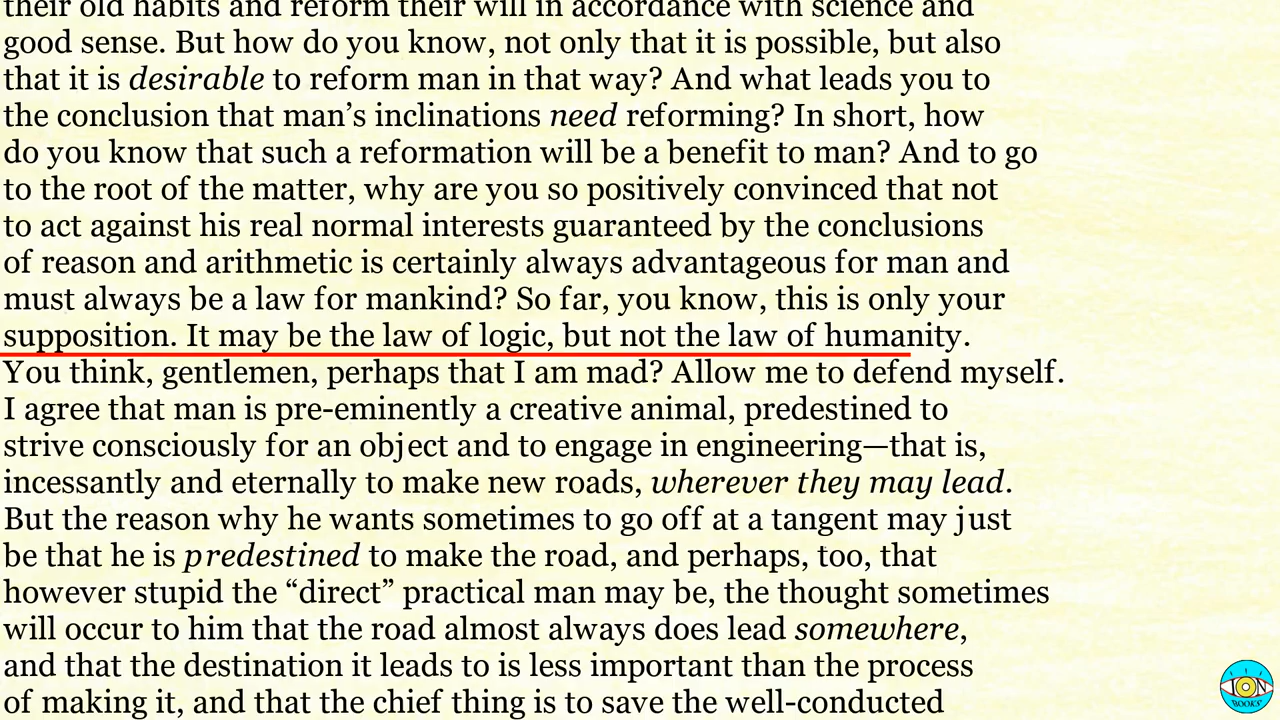 their old habits and reform their will in accordance with science and
good sense. But how do you know, not only that it is possible, but also
that it is desirable to reform man in that way? And what leads you to
the conclusion that man’s inclinations need reforming? In short, how
do you know that such a reformation will be a benefit to man? And to go
to the root of the matter, why are you so positively convinced that not
to act against his real normal interests guaranteed by the conclusions
of reason and arithmetic is certainly always advantageous for man and
must always be a law for mankind? So far, you know, this is only your
supposition. It may be the law of logic, but not the law of humanity.
You think, gentlemen, perhaps that I am mad? Allow me to defend myself.
I agree that man is pre-eminently a creative animal, predestined to
strive consciously for an object and to engage in engineering—that is,
incessantly and eternally to make new roads, wherever they may lead.
But the reason why he wants sometimes to go off at a tangent may just
be that he is predestined to make the road, and perhaps, too, that
however stupid the “direct” practical man may be, the thought sometimes
will occur to him that the road almost always does lead somewhere,
and that the destination it leads to is less important than the process
of making it, and that the chief thing is to save the well-conducted
ION
BOOKS